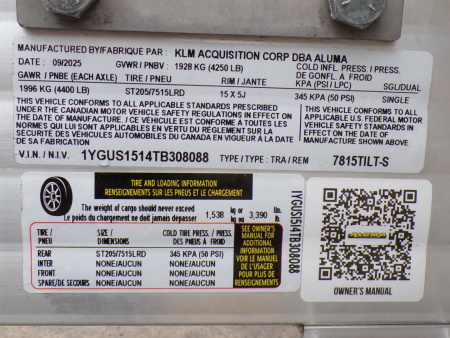 MANUFACTURED BY/FABRIQUE PAR : KLM ACQUISITION CORP DBA ALUMA
DATE : 09/2025 GVWR / PNBV : 1928 KG (4250 LB) COLD INFL. PRESS. / PRESS. DE GONFL. À FROID
GAWR / PNBE (EACH AXLE) TIRE / PNEU RIM / JANTE KPA (PSI / LPC) SGL/DUAL
1996 KG (4400 LB) ST205/7515LRD 15 X 5J 345 KPA (50 PSI) SINGLE
THIS VEHICLE CONFORMS TO ALL APPLICABLE STANDARDS PRESCRIBED
UNDER THE CANADIAN MOTOR VEHICLE SAFETY REGULATIONS IN EFFECT ON
THE DATE OF MANUFACTURE. / CE VÉHICULE EST CONFORME À TOUTES LES
NORMES QUI LUI SONT APPLICABLES EN VERTU DU RÈGLEMENT SUR LA
SÉCURITÉ DES VÉHICULES AUTOMOBILES DU CANADA EN VIGUEUR À LA DATE
DE SA FABRICATION
THIS VEHICLE CONFORMS TO
ALL APPLICABLE U.S.
FEDERAL MOTOR
VEHICLE SAFETY STANDARDS
IN EFFECT ON THE DATE OF
MANUFACTURE SHOWN ABOVE.
V.I.N. / N.I.V. 1YGUS1514TB308088 TYPE / TYPE : TRA / REM 7815TILT-S
TIRE AND LOADING INFORMATION
RENSEIGNEMENTS SUR LES PNEUS ET LE CHARGEMENT
The weight of cargo should never exceed
Le poids du chargement ne doit jamais depasser 1,538 kg or kg ou 3,390 lbs. lb.
TIRE / PNEU SIZE / DIMENSIONS COLD TIRE PRESS./PRESS. DES PNEUS À FROID
REAR ST205/7515LRD 345 KPA (50 PSI)
INTER NONE/AUCUN NONE/AUCUN
FRONT NONE/AUCUN NONE/AUCUN
SPARE/DE SECOURS NONE/AUCUN NONE/AUCUN
SEE OWNER'S
MANUAL FOR
ADDITIONAL
INFORMATION
VOIR LE MANUEL
DE L'USAGER
POUR PLUS DE
RENSEIGNEMENTS
1YGUS1514TB308088
ALUMA
OWNER'S MANUAL